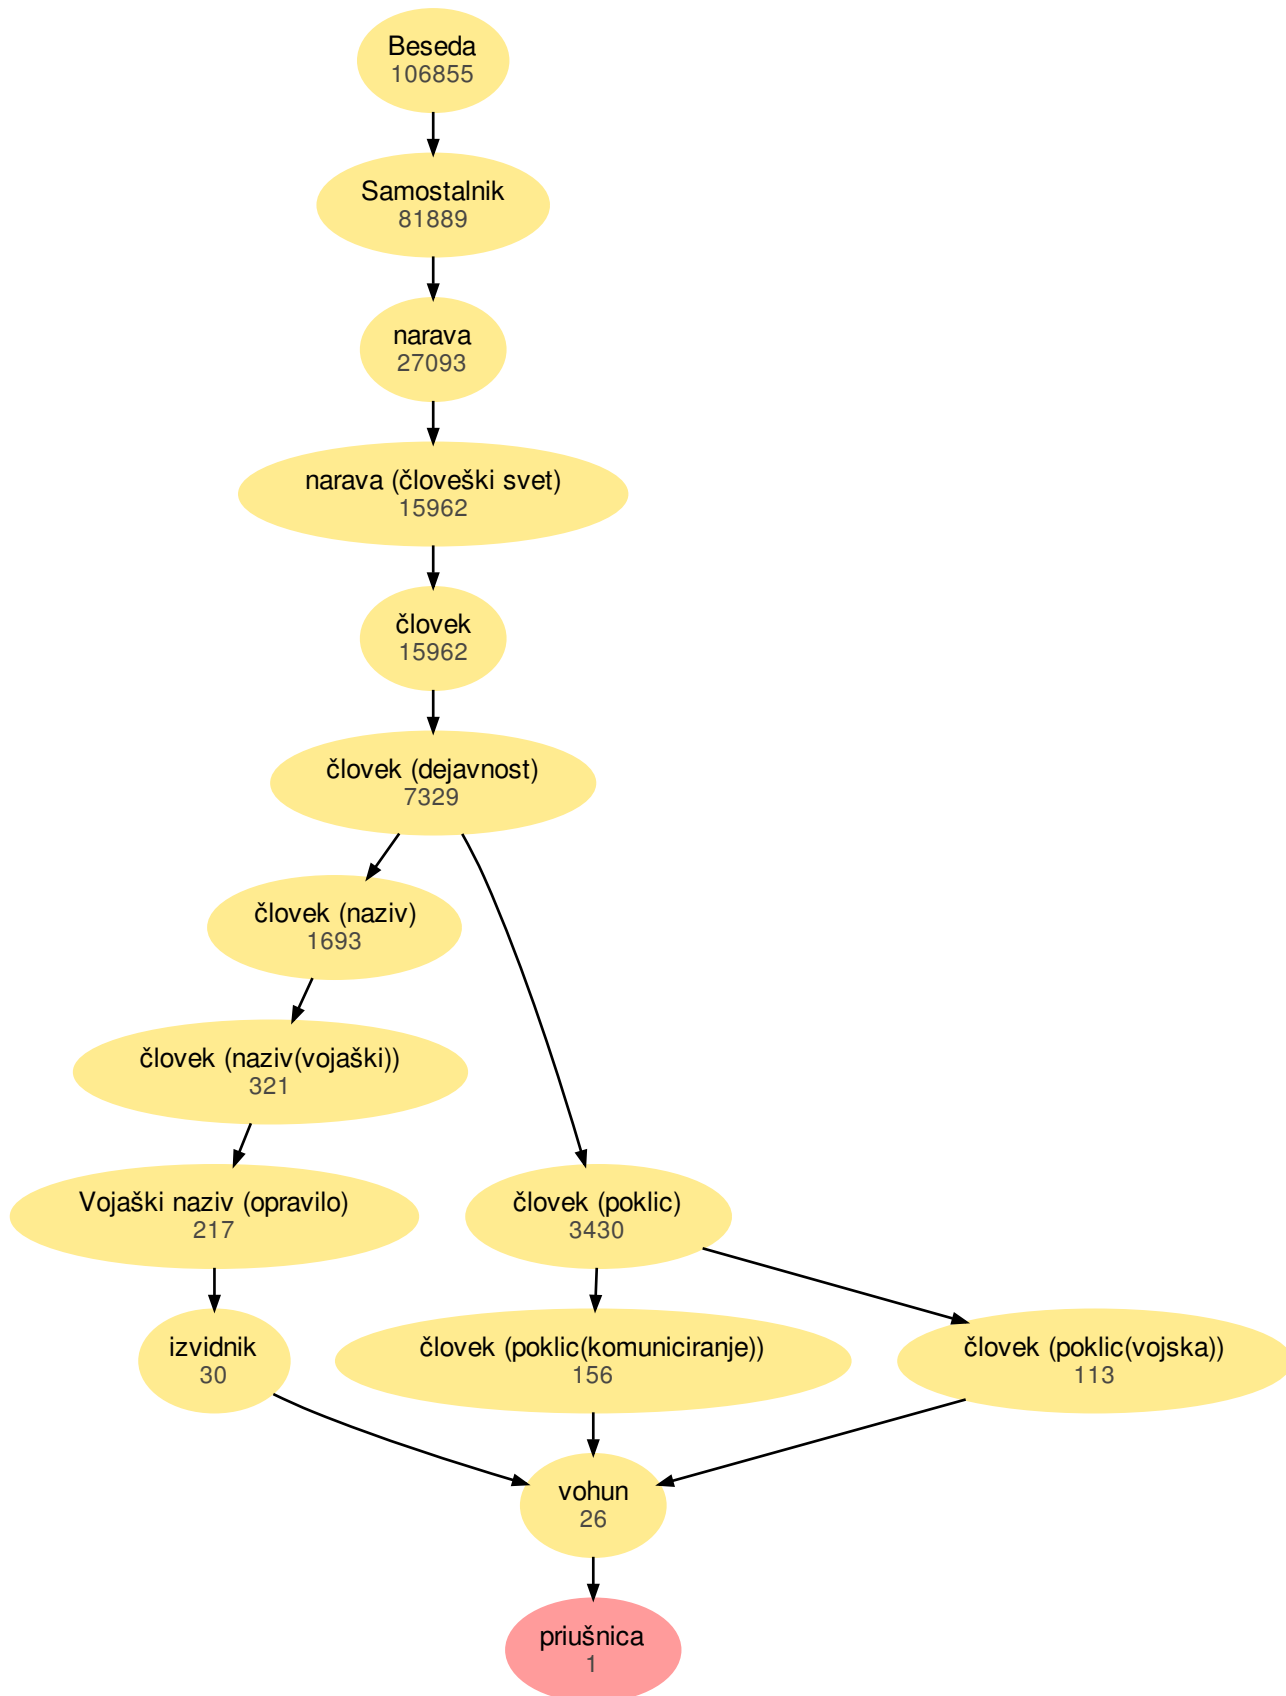 Beseda
106855
Samostalnik
81889
narava
27093
narava (človeški svet)
15962
človek
15962
človek (dejavnost)
7329
človek (naziv)
1693
človek (naziv(vojaški))
321
Vojaški naziv (opravilo)
217
človek (poklic)
3430
izvidnik
30
človek (poklic(komuniciranje))
156
človek (poklic(vojska))
113
vohun
26
priušnica
1